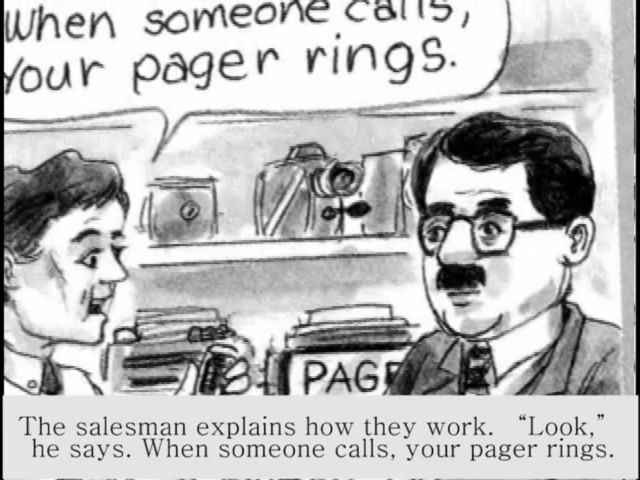 When someone calls,
Your pager rings.
PAGE
The salesman explains how they work. “Look,”
he says. When someone calls, your pager rings.